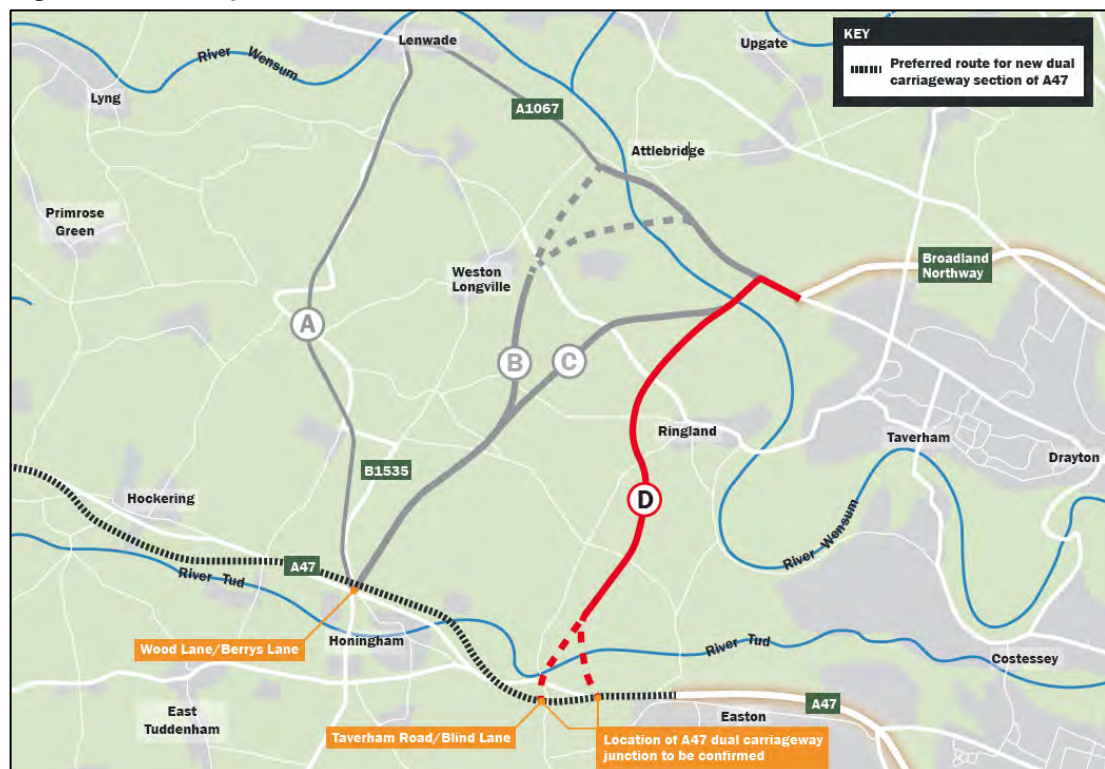 KEY
Preferred route for new dual
carriageway section of A47
Lenwade
Upgate
River Wensum
Lyng
A1067
Attlebridge
Primrose
Green
Broadland
Northway
Weston
Longville
A
B
C
Ringland
Taverham
Drayton
B1535
Hockering
D
River Wensum
A47
River Tud
Wood Lane/Berrys Lane
Honingham
River Tud
Costessey
East
Tuddenham
Taverham Road/Blind Lane
Easton
A47
Location of A47 dual carriageway
junction to be confirmed